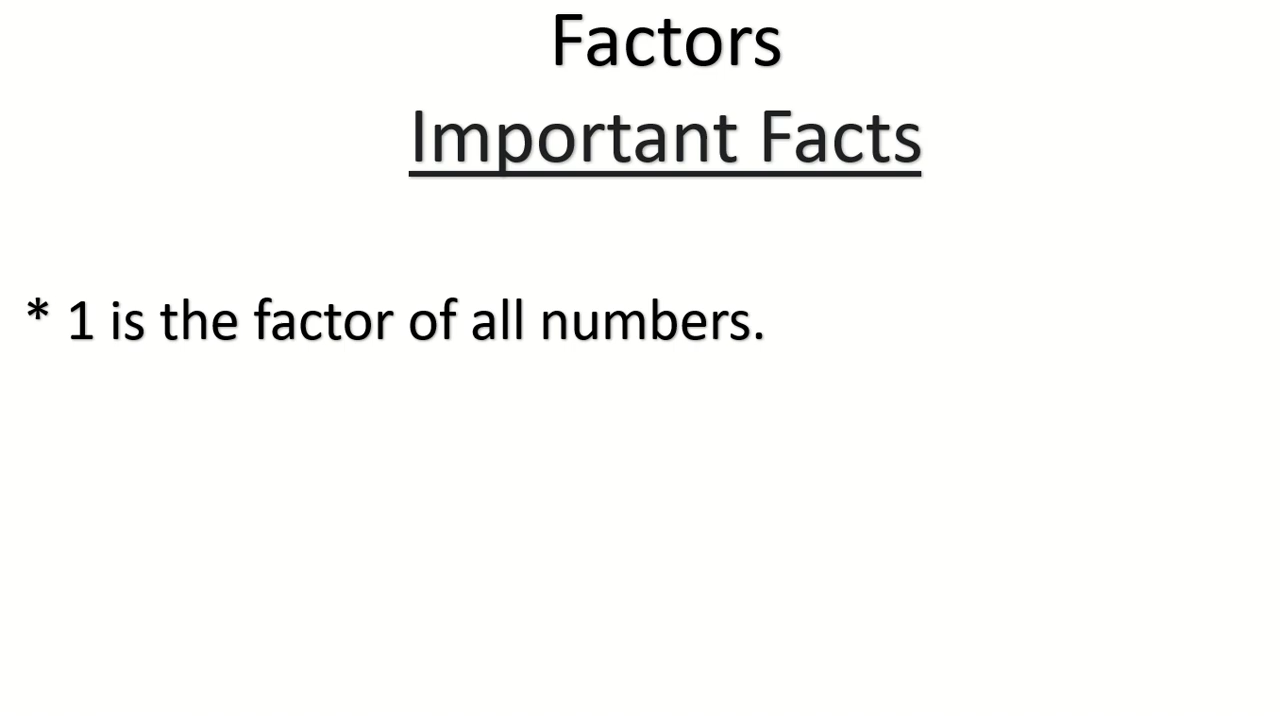 Factors
Important Facts
* 1 is the factor of all numbers.